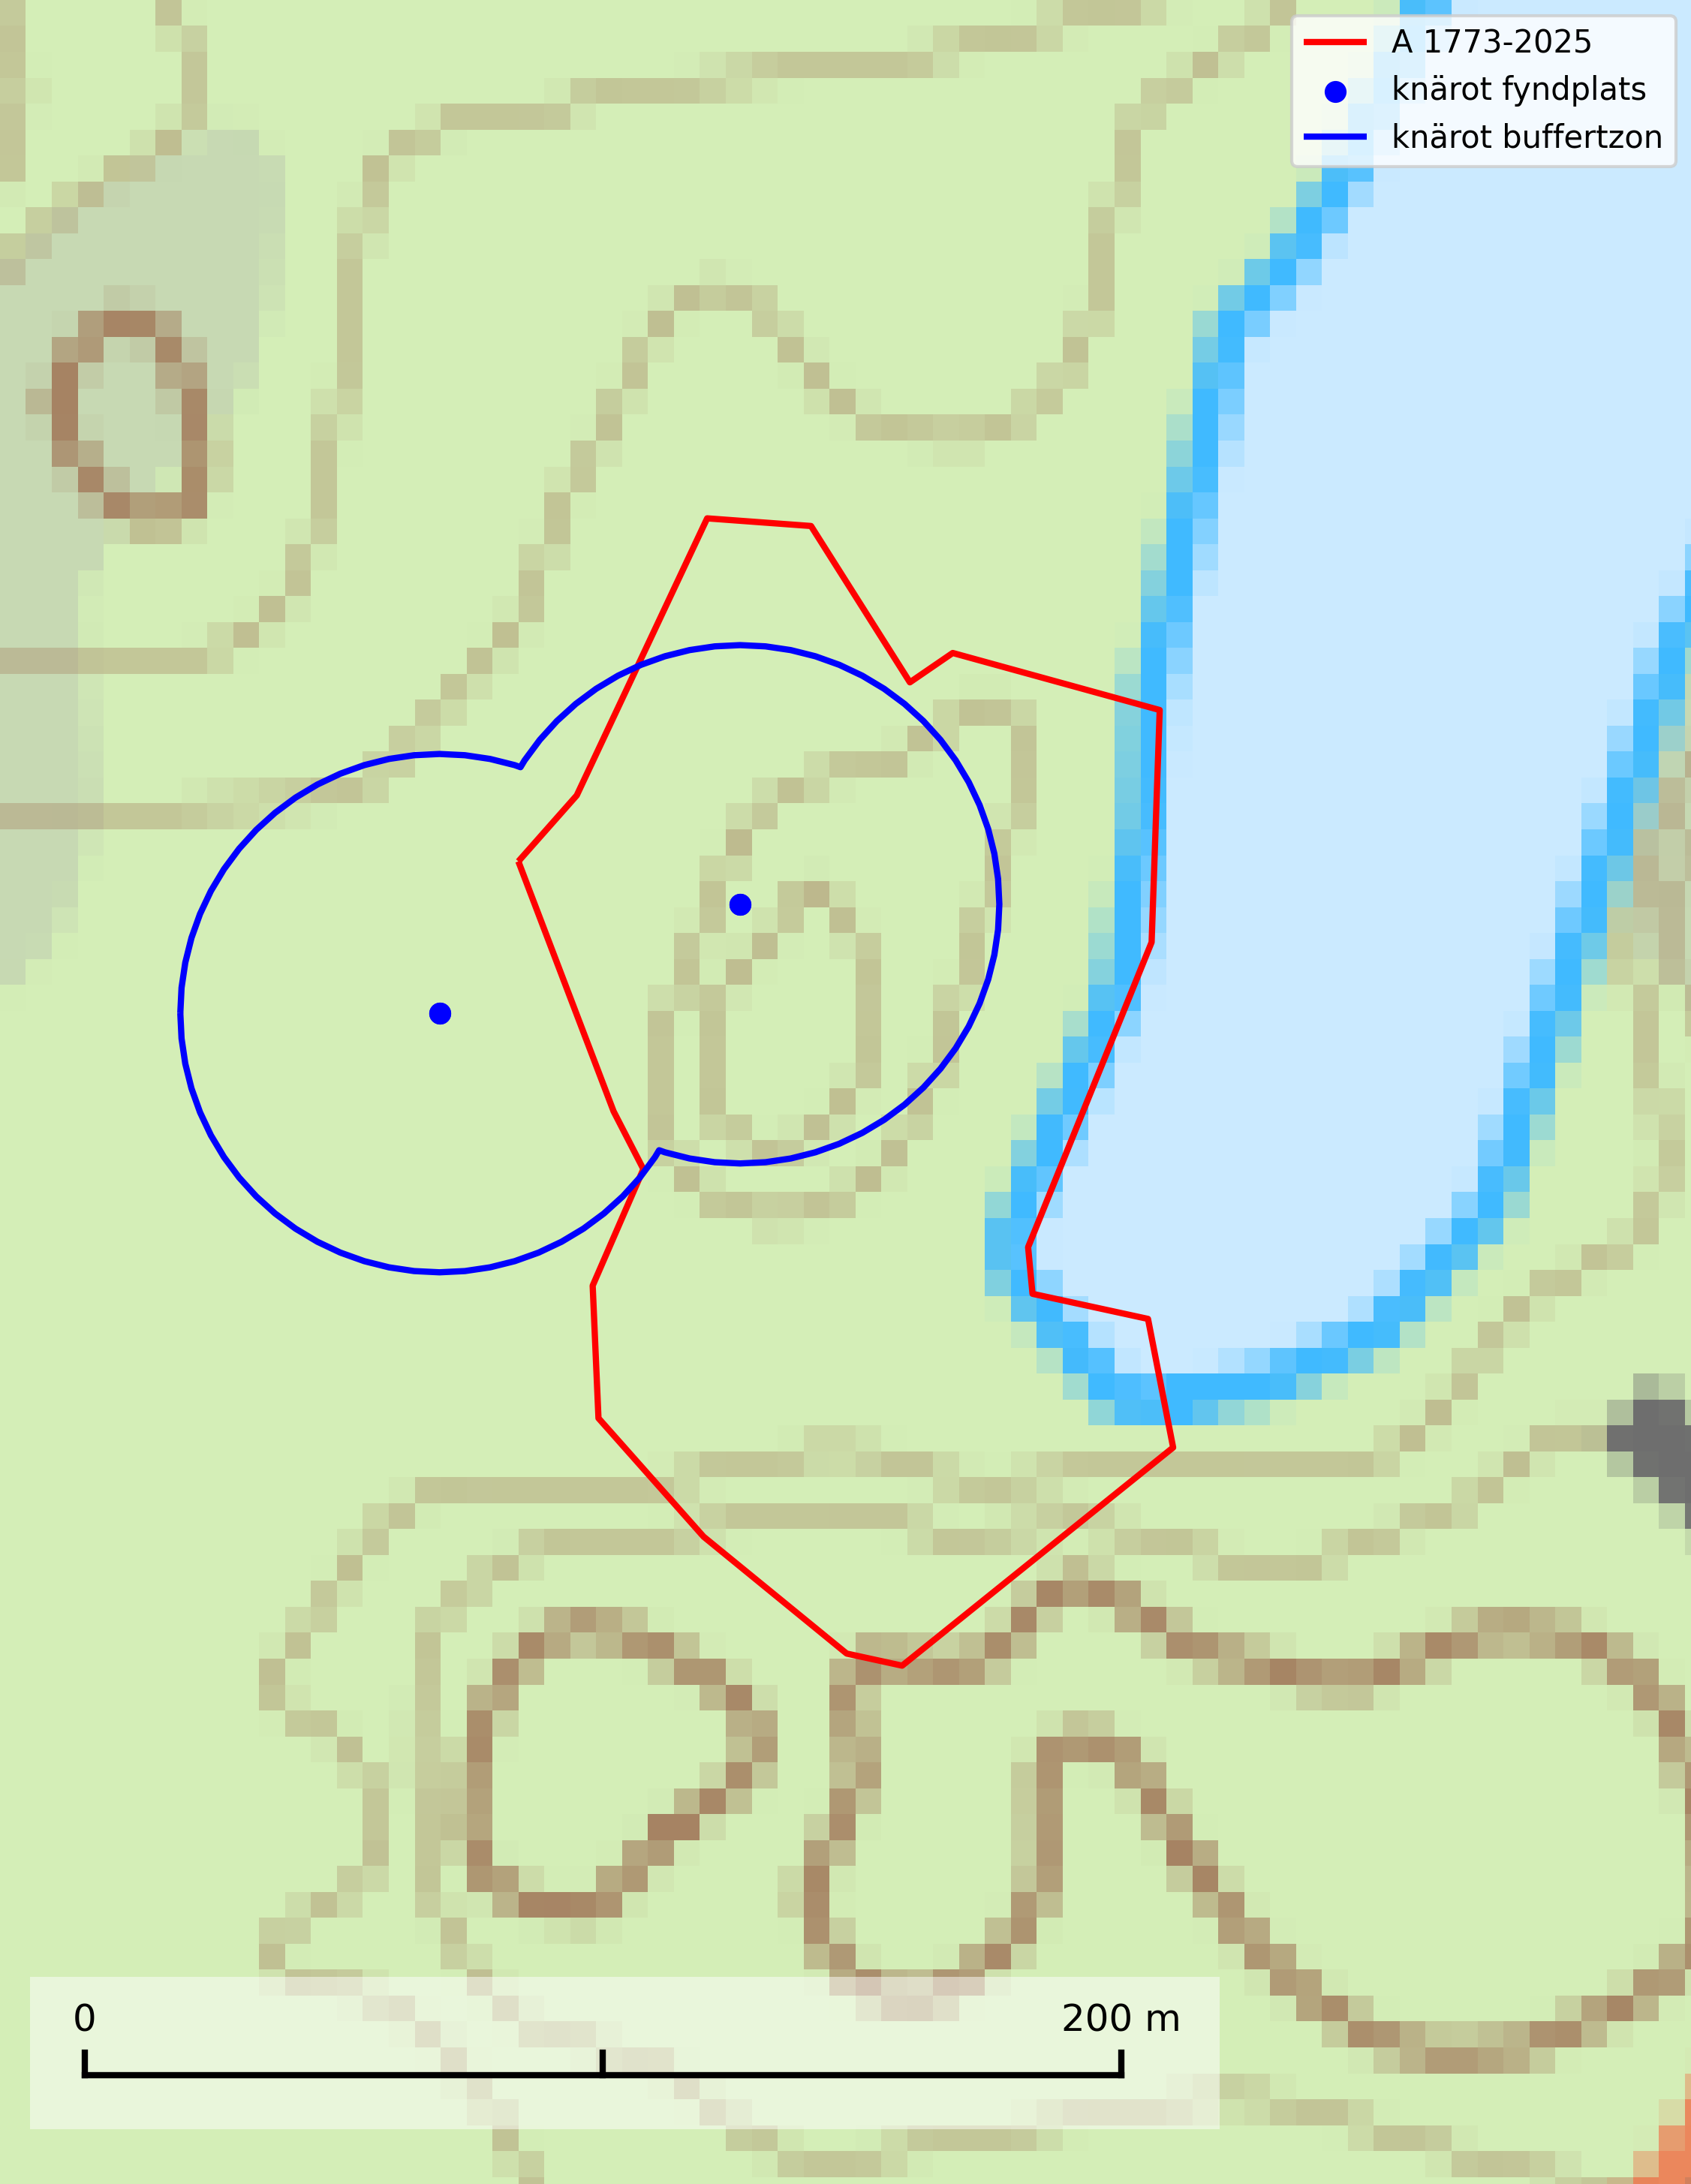 A 1773-2025
knärot fyndplats
knärot buffertzon
0 200 m